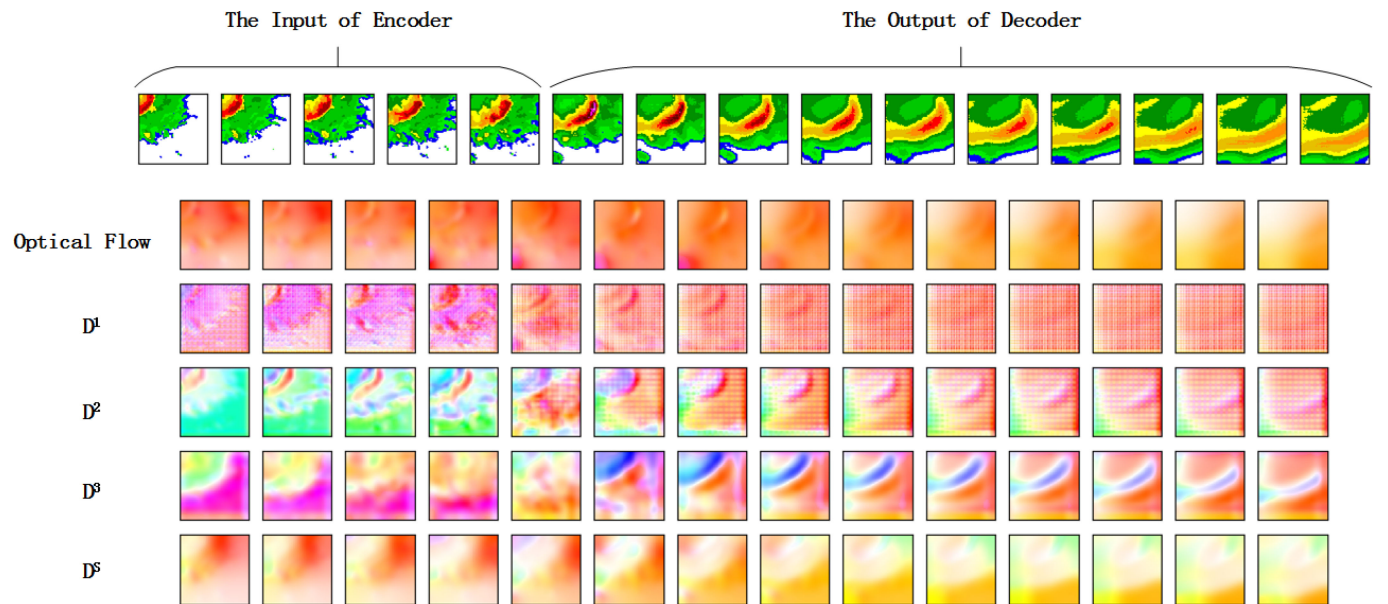 The Input of Encoder
The Output of Decoder
Optical Flow
D¹
D²
D³
Dˢ